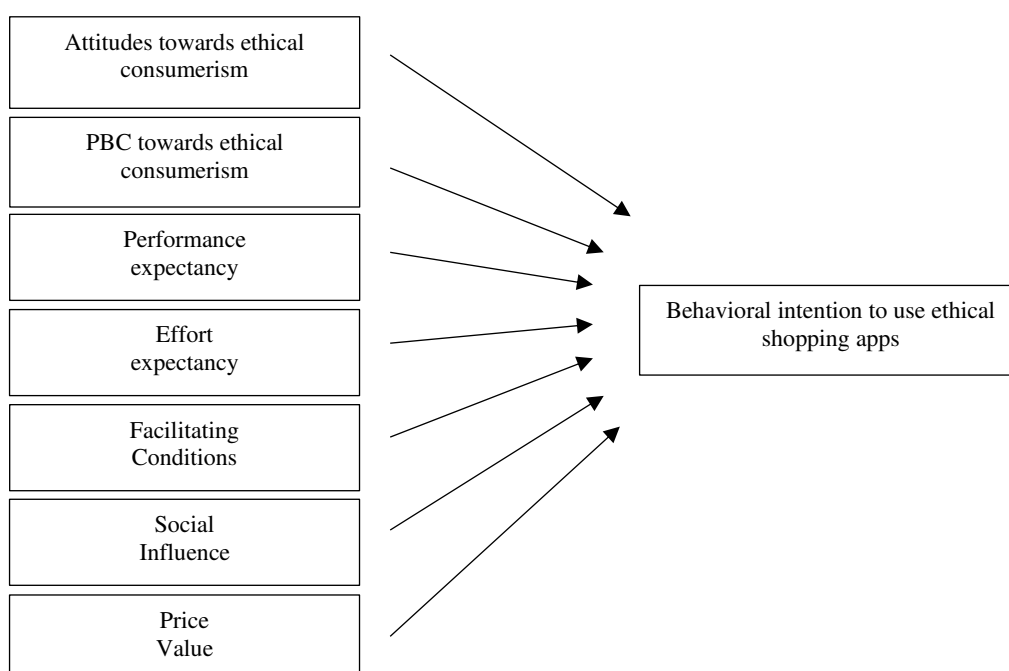 Attitudes towards ethical
consumerism
PBC towards ethical
consumerism
Performance
expectancy
Effort
expectancy
Facilitating
Conditions
Social
Influence
Price
Value
Behavioral intention to use ethical
shopping apps